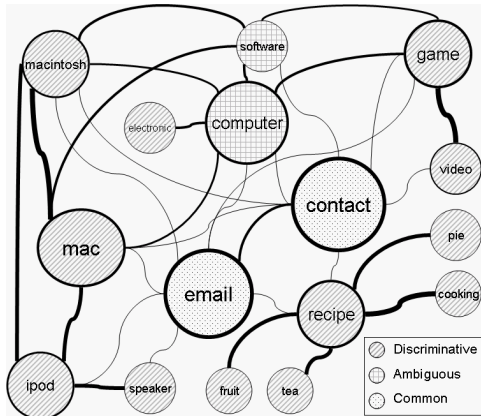 software
macintosh
game
computer
electronic
video
contact
mac
pie
email
cooking
recipe
ipod
speaker
fruit
tea
Discriminative
Ambiguous
Common